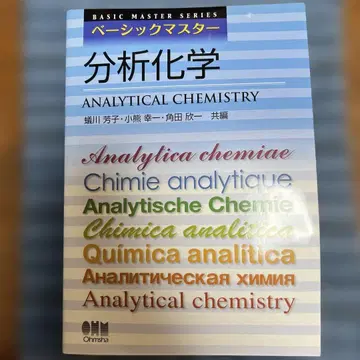 BASIC MASTER SERIES
ベーシックマスター
分析化学
ANALYTICAL CHEMISTRY
蟻川 芳子・小熊 幸一・角田 欣一 共編
Analytica chemiae
Chimie analytique
Analytische Chemie
Chimica analitica
Química analítica
Аналитическая химия
Analytical chemistry
OHM
Ohmsha